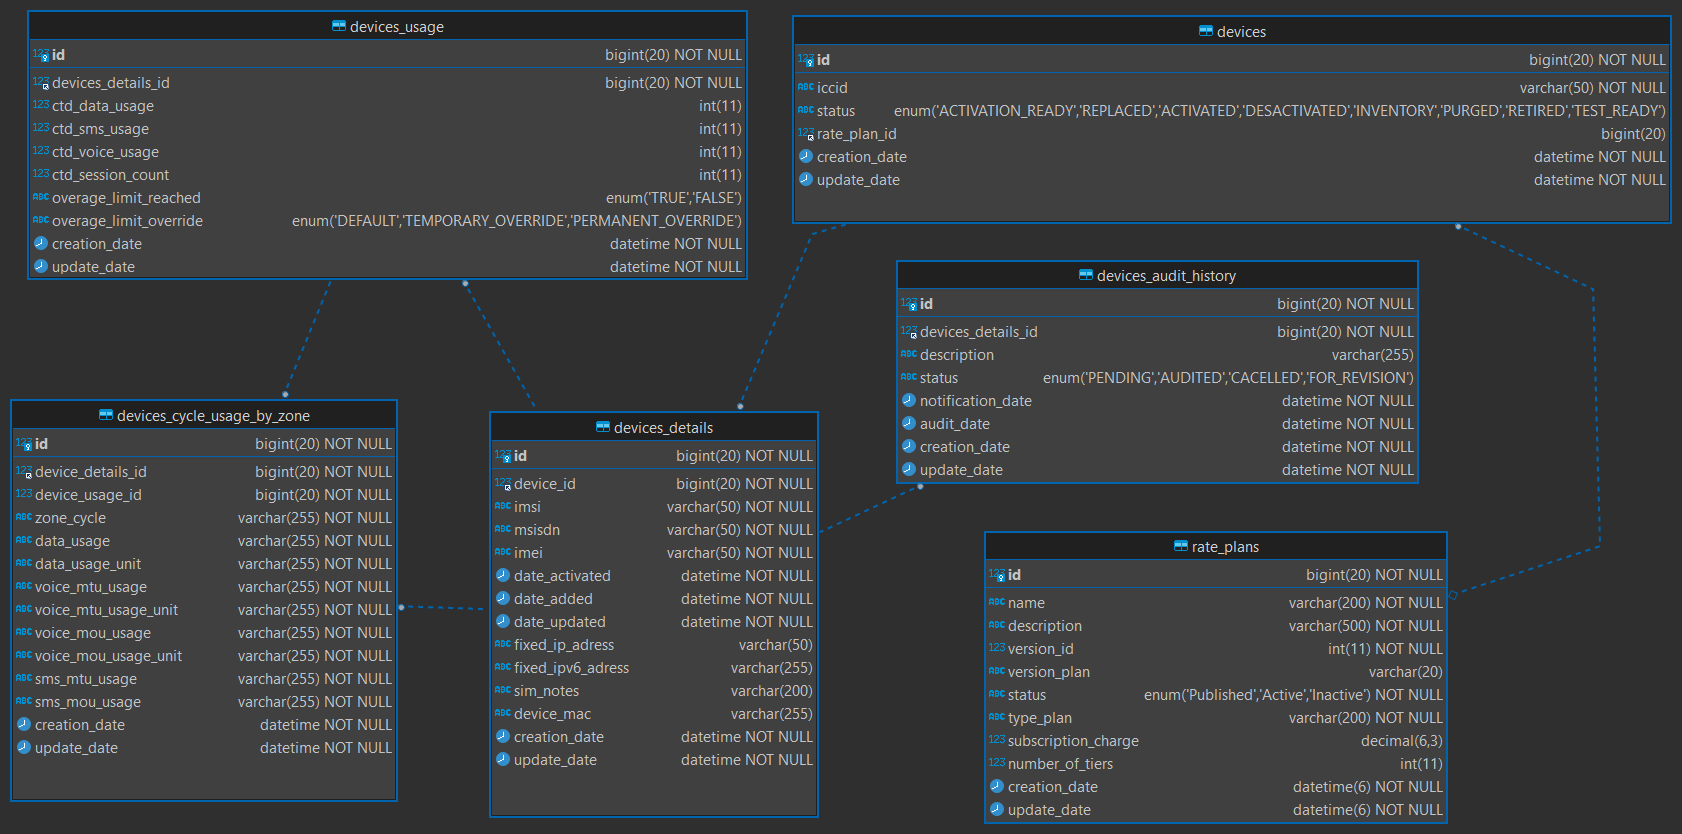 devices_usage
id bigint(20) NOT NULL
devices_details_id bigint(20) NOT NULL
ctd_data_usage int(11)
ctd_sms_usage int(11)
ctd_voice_usage int(11)
ctd_session_count int(11)
overage_limit_reached enum('TRUE','FALSE')
overage_limit_override enum('DEFAULT','TEMPORARY_OVERRIDE','PERMANENT_OVERRIDE')
creation_date datetime NOT NULL
update_date datetime NOT NULL
devices
id bigint(20) NOT NULL
iccid varchar(50) NOT NULL
status enum('ACTIVATION_READY','REPLACED','ACTIVATED','DESACTIVATED','INVENTORY','PURGED','RETIRED','TEST_READY')
rate_plan_id bigint(20)
creation_date datetime NOT NULL
update_date datetime NOT NULL
devices_audit_history
id bigint(20) NOT NULL
devices_details_id bigint(20) NOT NULL
description varchar(255)
status enum('PENDING','AUDITED','CACELLED','FOR_REVISION')
notification_date datetime NOT NULL
audit_date datetime NOT NULL
creation_date datetime NOT NULL
update_date datetime NOT NULL
devices_cycle_usage_by_zone
id bigint(20) NOT NULL
device_details_id bigint(20) NOT NULL
device_usage_id bigint(20) NOT NULL
zone_cycle varchar(255) NOT NULL
data_usage varchar(255) NOT NULL
data_usage_unit varchar(255) NOT NULL
voice_mtu_usage varchar(255) NOT NULL
voice_mtu_usage_unit varchar(255) NOT NULL
voice_mou_usage varchar(255) NOT NULL
voice_mou_usage_unit varchar(255) NOT NULL
sms_mtu_usage varchar(255) NOT NULL
sms_mou_usage varchar(255) NOT NULL
creation_date datetime NOT NULL
update_date datetime NOT NULL
devices_details
id bigint(20) NOT NULL
device_id bigint(20) NOT NULL
imsi varchar(50) NOT NULL
msisdn varchar(50) NOT NULL
imei varchar(50) NOT NULL
date_activated datetime NOT NULL
date_added datetime NOT NULL
date_updated datetime NOT NULL
fixed_ip_adress varchar(50)
fixed_ipv6_adress varchar(255)
sim_notes varchar(200)
device_mac varchar(255)
creation_date datetime NOT NULL
update_date datetime NOT NULL
rate_plans
id bigint(20) NOT NULL
name varchar(200) NOT NULL
description varchar(500) NOT NULL
version_id int(11) NOT NULL
version_plan varchar(20)
status enum('Published','Active','Inactive') NOT NULL
type_plan varchar(200) NOT NULL
subscription_charge decimal(6,3)
number_of_tiers int(11)
creation_date datetime(6) NOT NULL
update_date datetime(6) NOT NULL